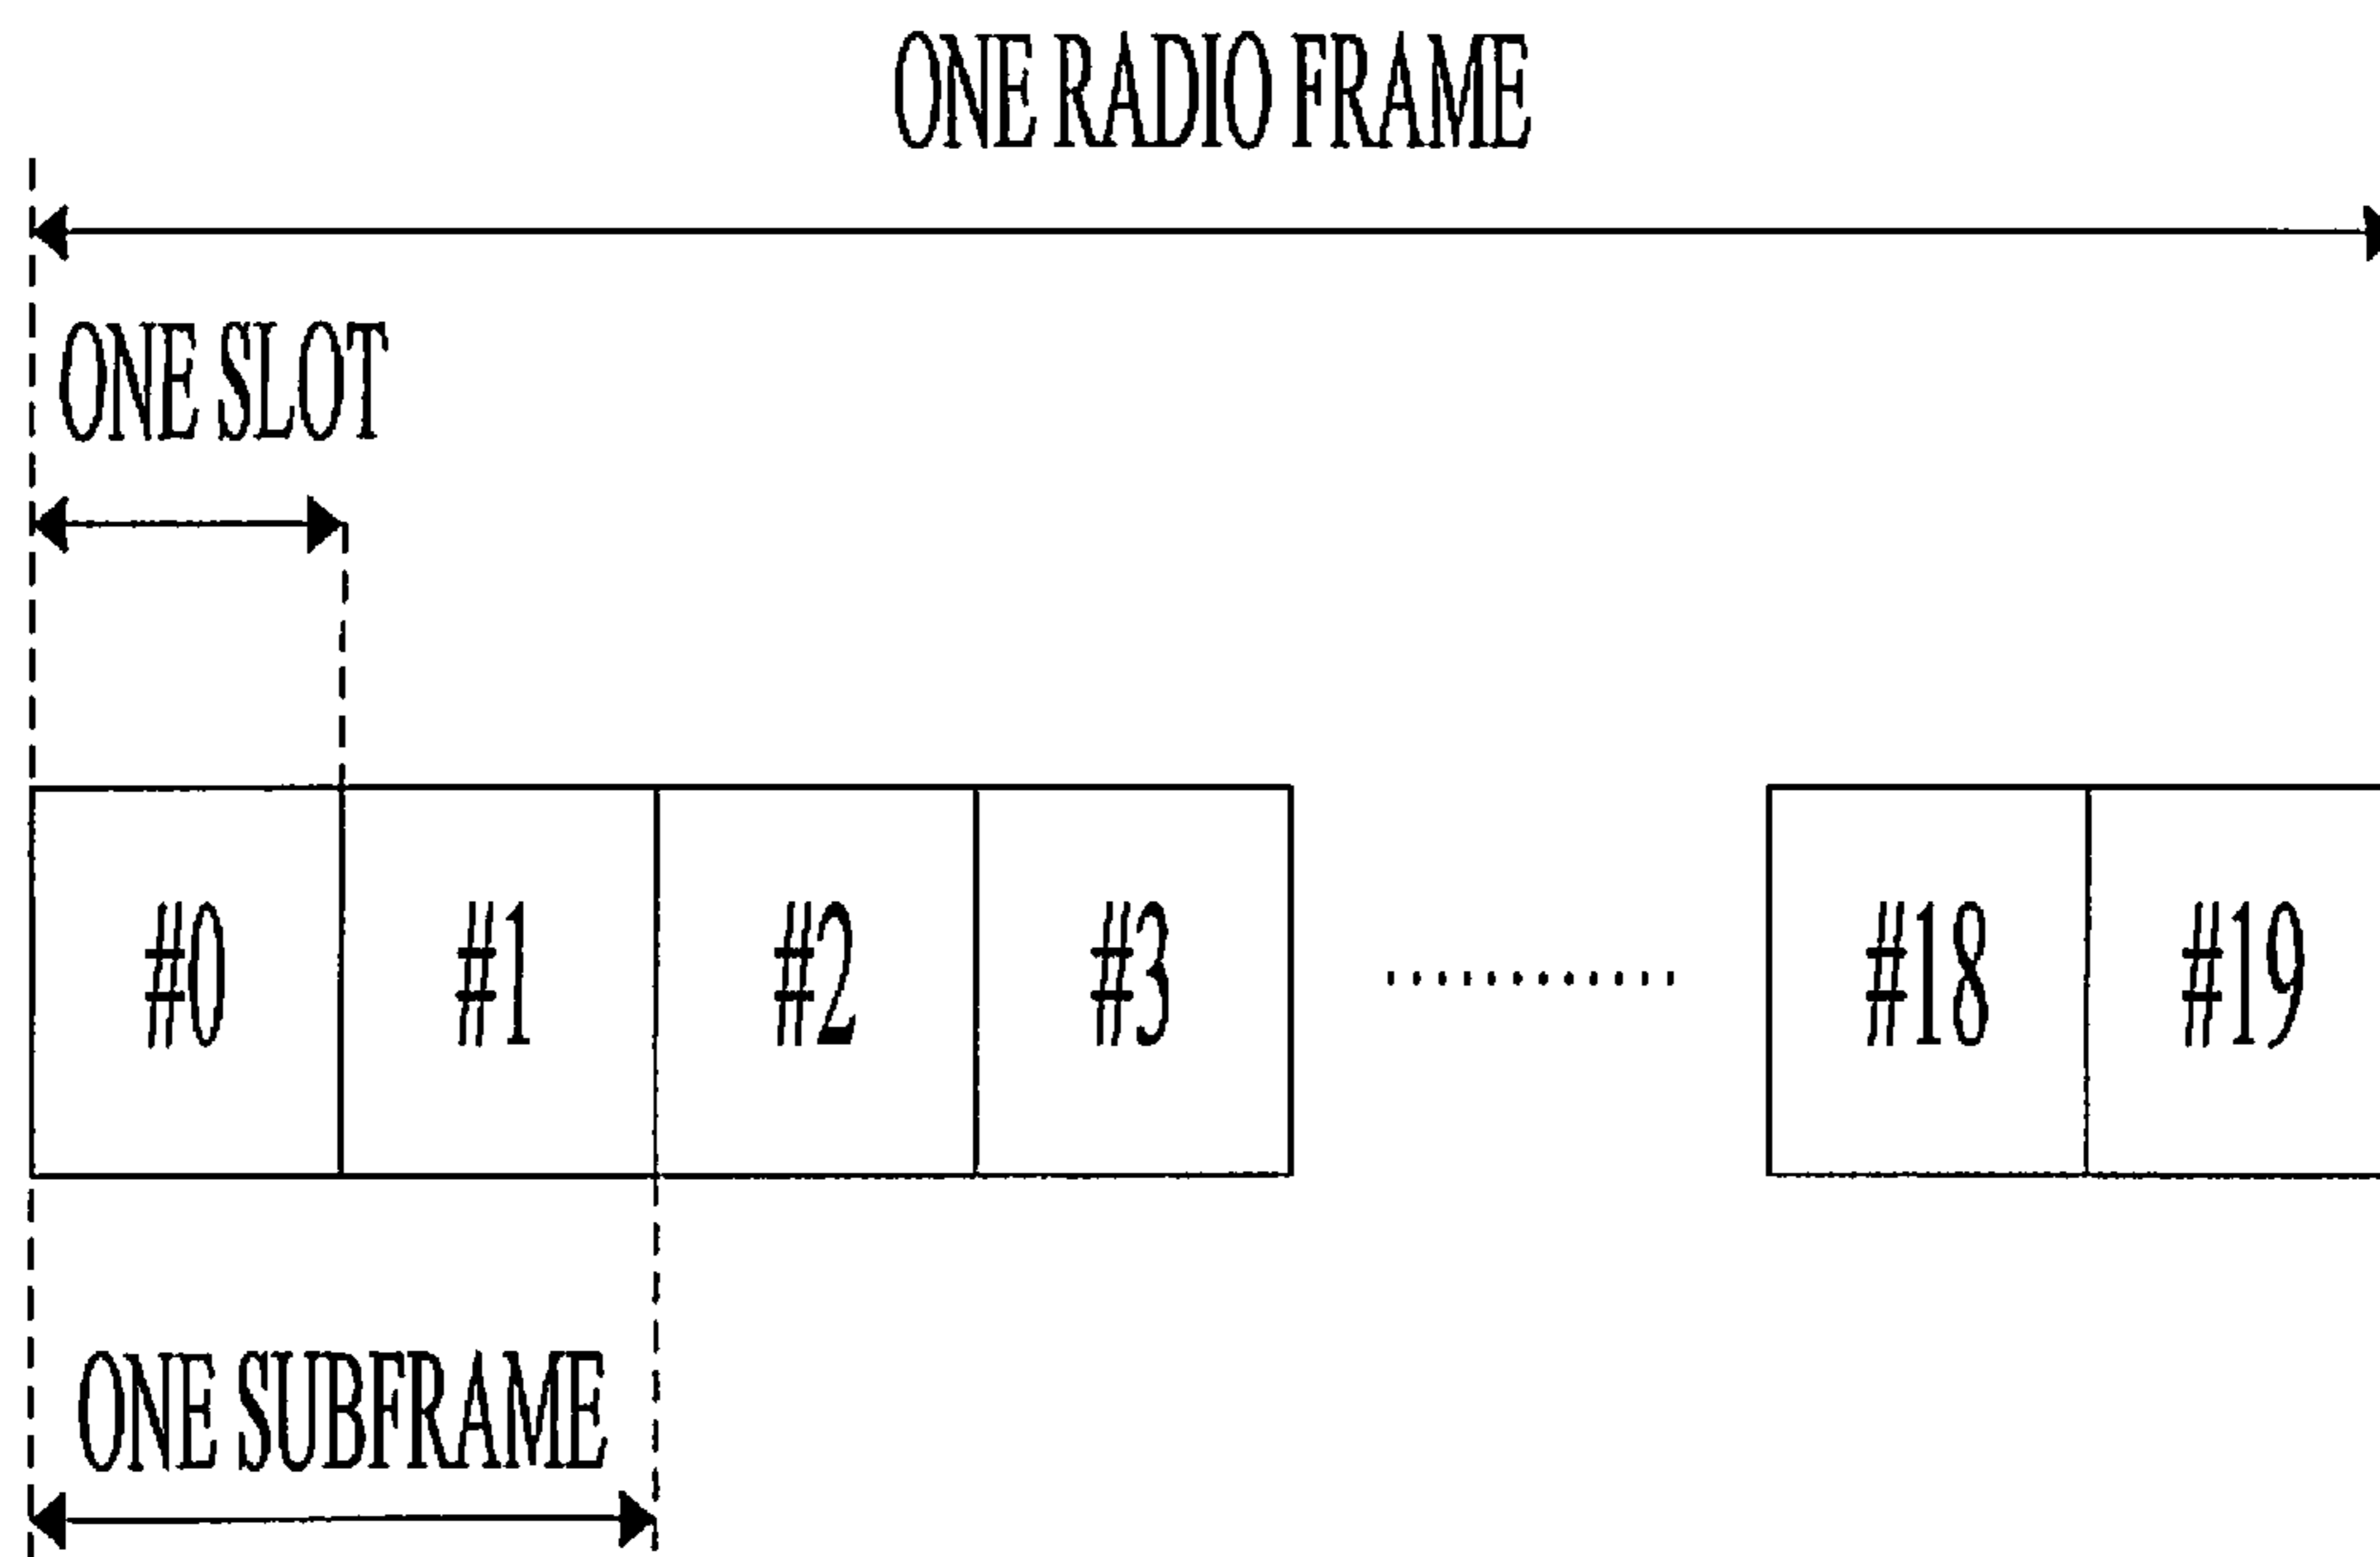 ONE RADIO FRAME
ONE SLOT
#0 #1 #2 #3 ........... #18 #19
ONE SUBFRAME